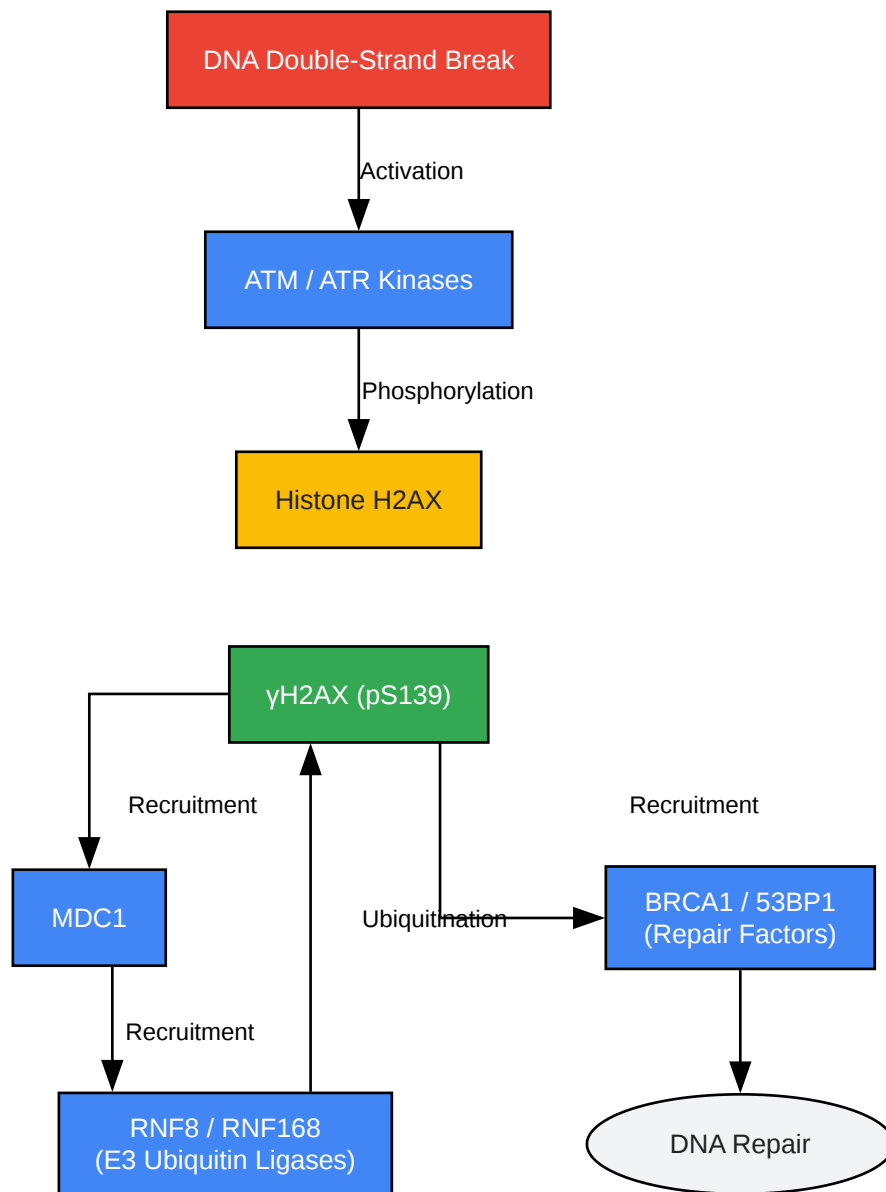 DNA Double-Strand Break
Activation
ATM / ATR Kinases
Phosphorylation
Histone H2AX
γH2AX (pS139)
Recruitment
Recruitment
MDC1
Ubiquitination
BRCA1 / 53BP1
(Repair Factors)
Recruitment
RNF8 / RNF168
(E3 Ubiquitin Ligases)
DNA Repair